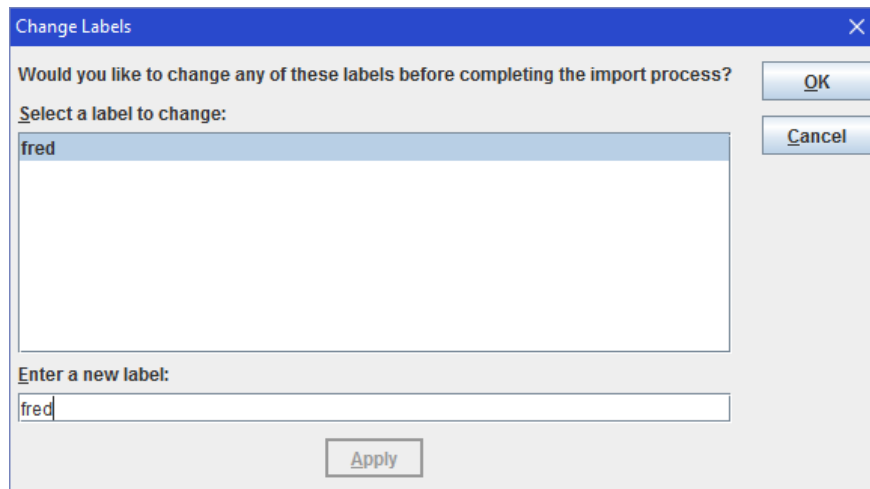 Change Labels
Would you like to change any of these labels before completing the import process?
OK
Select a label to change:
Cancel
fred
Enter a new label:
fred
Apply